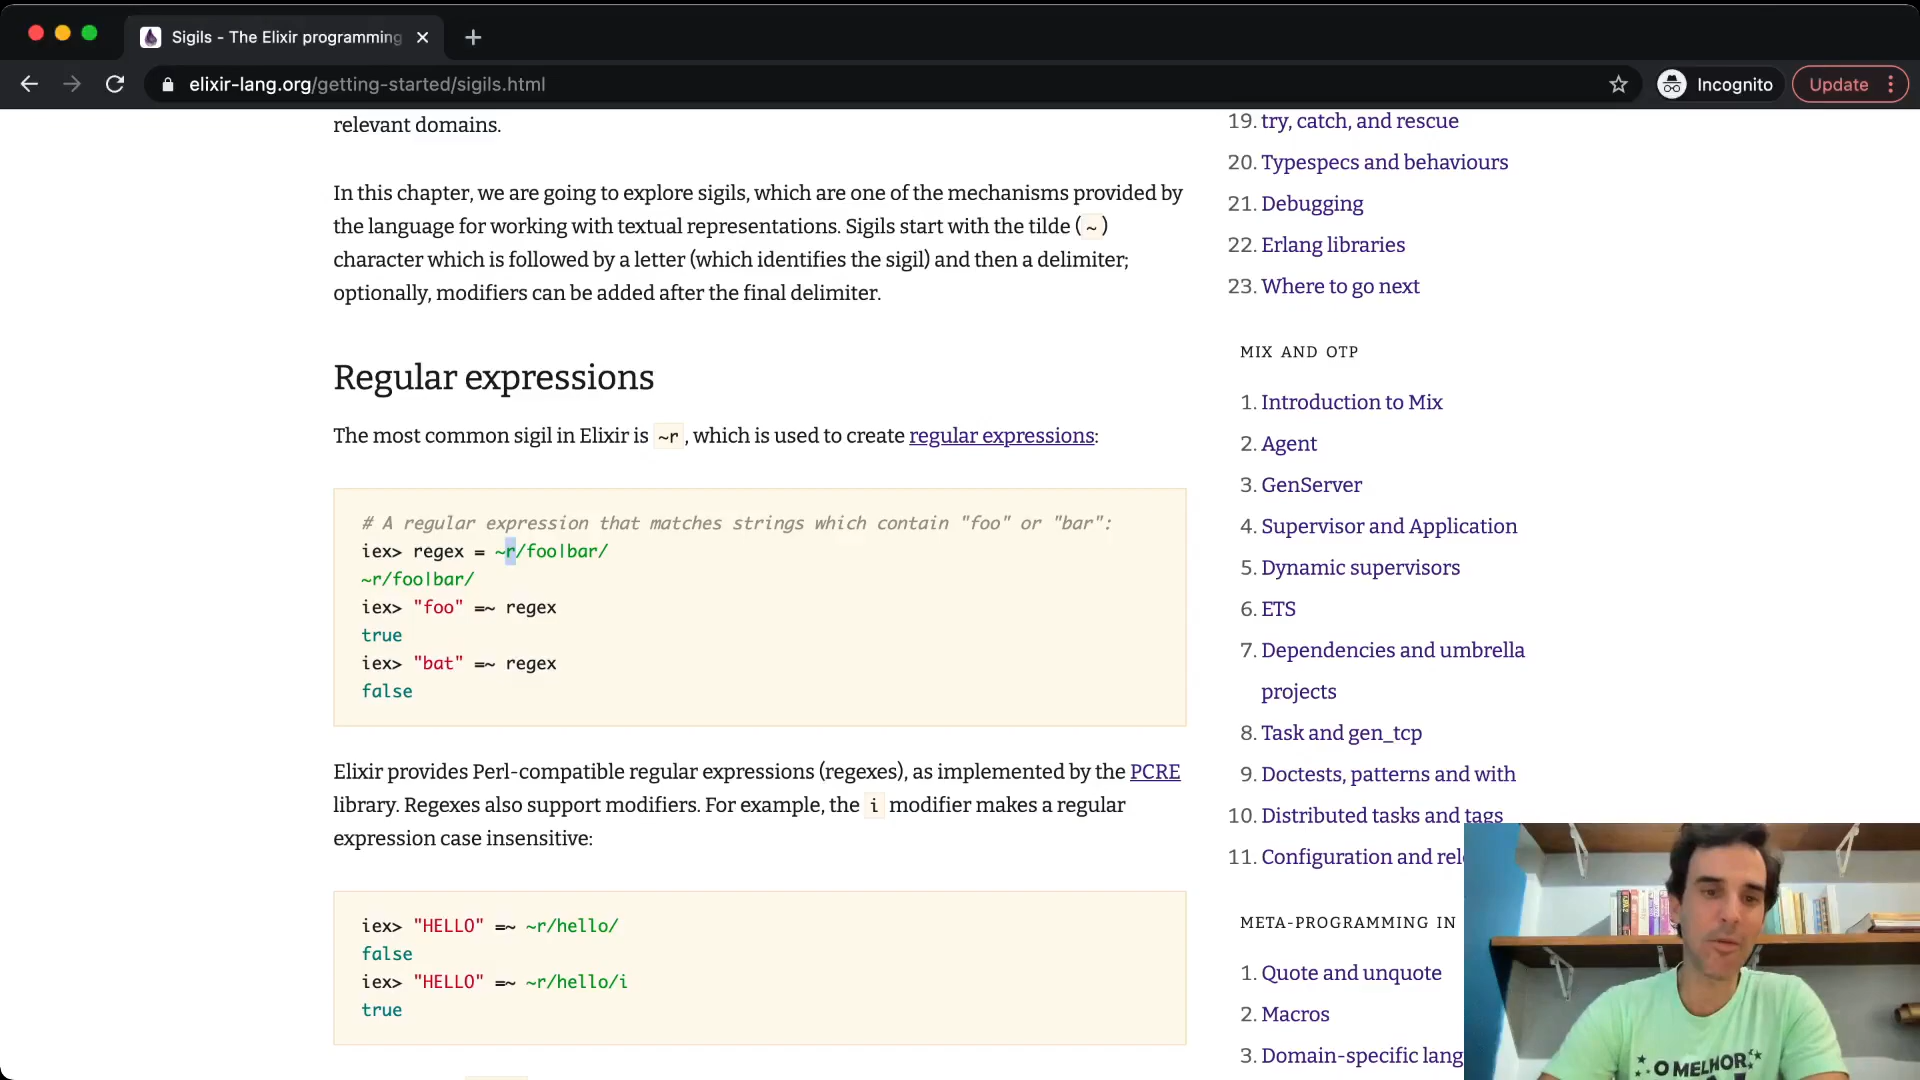 Sigils - The Elixir programming
elixir-lang.org/getting-started/sigils.html
Incognito
Update
relevant domains.
In this chapter, we are going to explore sigils, which are one of the mechanisms provided by
the language for working with textual representations. Sigils start with the tilde (~)
character which is followed by a letter (which identifies the sigil) and then a delimiter;
optionally, modifiers can be added after the final delimiter.
Regular expressions
The most common sigil in Elixir is ~r, which is used to create regular expressions:
# A regular expression that matches strings which contain "foo" or "bar":
iex> regex = ~r/foo|bar/
~r/foo|bar/
iex> "foo" =~ regex
true
iex> "bat" =~ regex
false
Elixir provides Perl-compatible regular expressions (regexes), as implemented by the PCRE
library. Regexes also support modifiers. For example, the i modifier makes a regular
expression case insensitive:
iex> "HELLO" =~ ~r/hello/
false
iex> "HELLO" =~ ~r/hello/i
true
19. try, catch, and rescue
20. Typespecs and behaviours
21. Debugging
22. Erlang libraries
23. Where to go next
MIX AND OTP
1. Introduction to Mix
2. Agent
3. GenServer
4. Supervisor and Application
5. Dynamic supervisors
6. ETS
7. Dependencies and umbrella
projects
8. Task and gen_tcp
9. Doctests, patterns and with
10. Distributed tasks and tags
11. Configuration and rel
META-PROGRAMMING IN
1. Quote and unquote
2. Macros
3. Domain-specific lang
O MELHOR